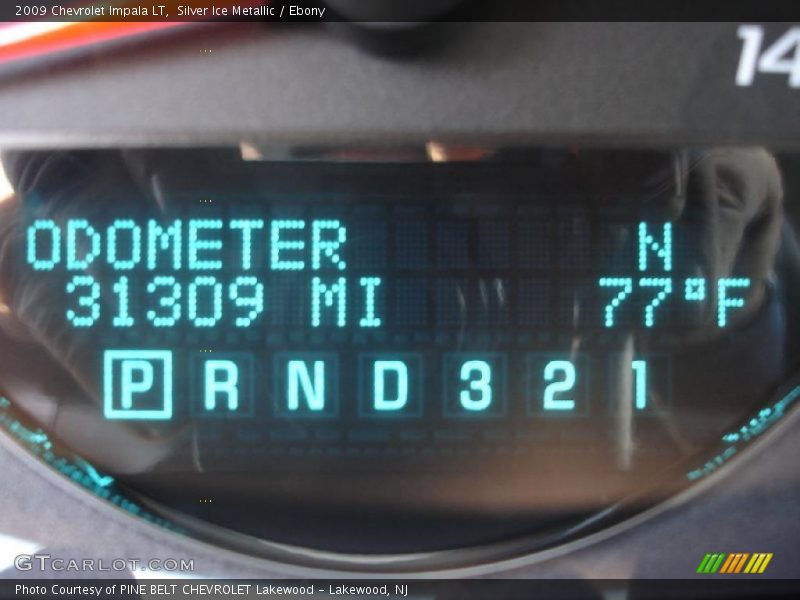 2009 Chevrolet Impala LT,  Silver Ice Metallic / Ebony
14
ODOMETER N
31309 MI 77°F
P R N D 3 2 1
GTCARLOT.COM
Photo Courtesy of PINE BELT CHEVROLET Lakewood - Lakewood, NJ